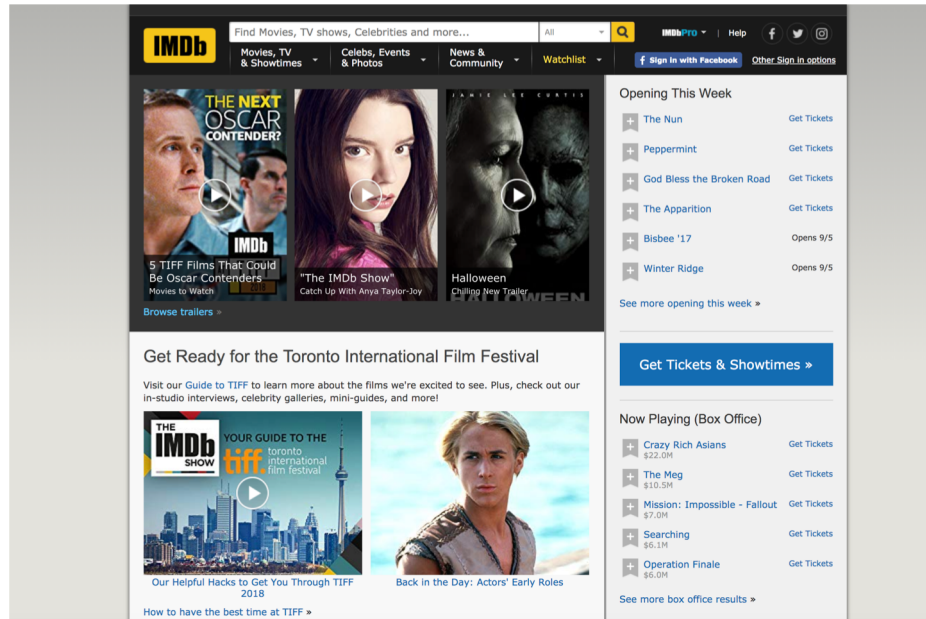 IMDb
Find Movies, TV shows, Celebrities and more...
All
IMDbPro
|
Help
Movies, TV
& Showtimes
Celebs, Events
& Photos
News &
Community
Watchlist
f Sign in with Facebook
Other Sign in options
THE NEXT
OSCAR
CONTENDER?
IMDb
5 TIFF Films That Could
Be Oscar Contenders
Movies to Watch
2018
"The IMDb Show"
Catch Up With Anya Taylor-Joy
JAMIE LEE CURTIS
Halloween
Chilling New Trailer
HALLOWEEN
Browse trailers »
Get Ready for the Toronto International Film Festival
Visit our Guide to TIFF to learn more about the films we're excited to see. Plus, check out our
in-studio interviews, celebrity galleries, mini-guides, and more!
THE
IMDb
SHOW
YOUR GUIDE TO THE
tiff. toronto
international
film festival
Our Helpful Hacks to Get You Through TIFF
2018
Back in the Day: Actors' Early Roles
How to have the best time at TIFF »
Opening This Week
The Nun Get Tickets
Peppermint Get Tickets
God Bless the Broken Road Get Tickets
The Apparition Get Tickets
Bisbee '17 Opens 9/5
Winter Ridge Opens 9/5
See more opening this week »
Get Tickets & Showtimes »
Now Playing (Box Office)
Crazy Rich Asians Get Tickets
$22.0M
The Meg Get Tickets
$10.5M
Mission: Impossible - Fallout Get Tickets
$7.0M
Searching Get Tickets
$6.1M
Operation Finale Get Tickets
$6.0M
See more box office results »